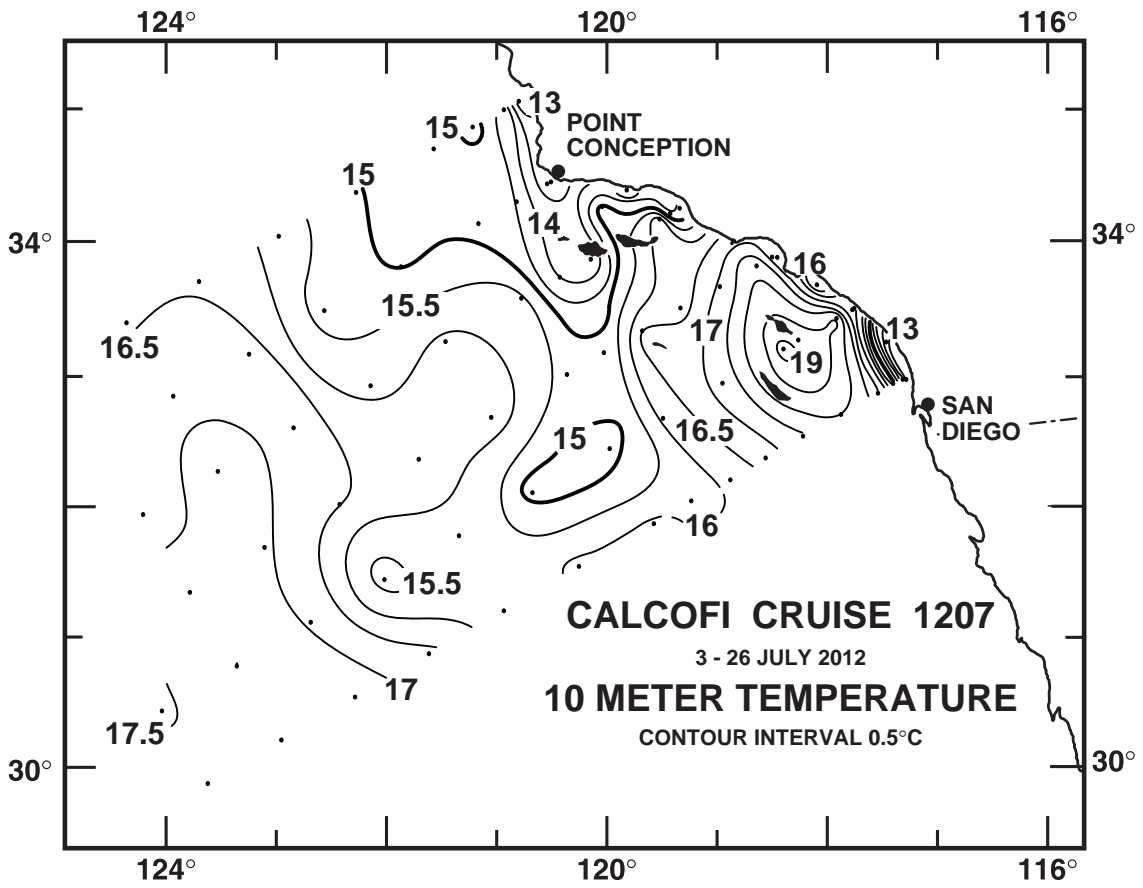 124° 120° 116°
13
15
POINT
CONCEPTION
15
14
34° 34°
16
15.5
17
13
16.5
19
SAN
DIEGO
15
16.5
16
15.5
CALCOFI CRUISE 1207
3 - 26 JULY 2012
17
10 METER TEMPERATURE
17.5
CONTOUR INTERVAL 0.5°C
30° 30°
124° 120° 116°